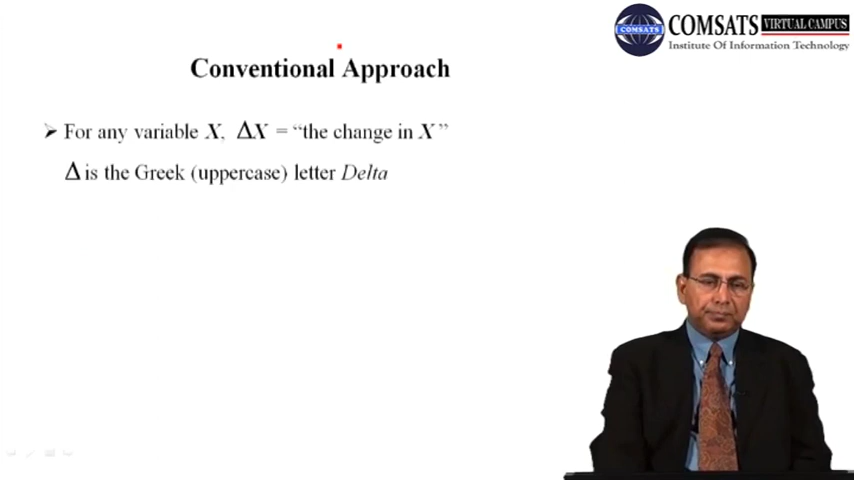 COMSATS VIRTUAL CAMPUS
COMSATS
Institute Of Information Technology
Conventional Approach
➤ For any variable X, ΔX = “the change in X”
Δ is the Greek (uppercase) letter Delta